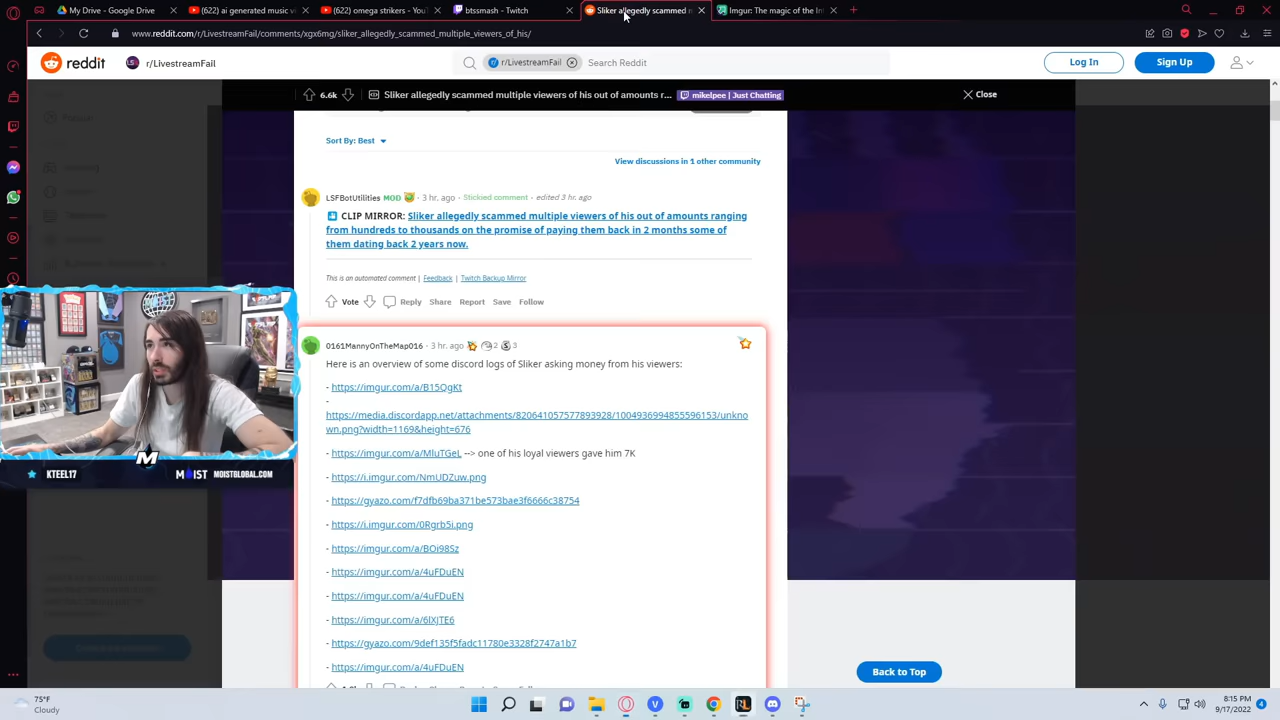 My Drive - Google Drive
(622) ai generated music v
(622) streamers - YouT
btssmash - Twitch
Sliker allegedly scammed
Imgur: The magic of the In
www.reddit.com/r/LivestreamFail/comments/xgx6mg/sliker_allegedly_scammed_multiple_viewers_of_his/
reddit r/LivestreamFail
r/LivestreamFail Search Reddit
Log In Sign Up
6.6k Sliker allegedly scammed multiple viewers of his out of amounts r... mikelpee | Just Chatting Close
Sort By: Best
View discussions in 1 other community
LSFBotUtilities MOD · 3 hr. ago · Stickied comment · edited 3 hr. ago
CLIP MIRROR: Sliker allegedly scammed multiple viewers of his out of amounts ranging
from hundreds to thousands on the promise of paying them back in 2 months some of
them dating back 2 years now.
This is an automated comment | Feedback | Twitch Backup Mirror
Vote Reply Share Report Save Follow
0161MannyOnTheMap016 · 3 hr. ago 2 3
Here is an overview of some discord logs of Sliker asking money from his viewers:
- https://imgur.com/a/B15QgKt
-
https://media.discordapp.net/attachments/820641057577893928/1004936994855596153/unkno
wn.png?width=1169&height=676
- https://imgur.com/a/MluTGeL --> one of his loyal viewers gave him 7K
- https://i.imgur.com/NmUDZuw.png
- https://gyazo.com/f7dfb69ba371be573bae3f6666c38754
- https://i.imgur.com/0Rgrb5i.png
- https://imgur.com/a/BOi98Sz
- https://imgur.com/a/4uFDuEN
- https://imgur.com/a/4uFDuEN
- https://imgur.com/a/6lXJTE6
- https://gyazo.com/9def135f5fadc11780e3328f2747a1b7
- https://imgur.com/a/4uFDuEN
KTEEL17 MOIST MOISTGLOBAL.COM
Back to Top
75°F
Cloudy
8:15 PM
9/17/2022
4